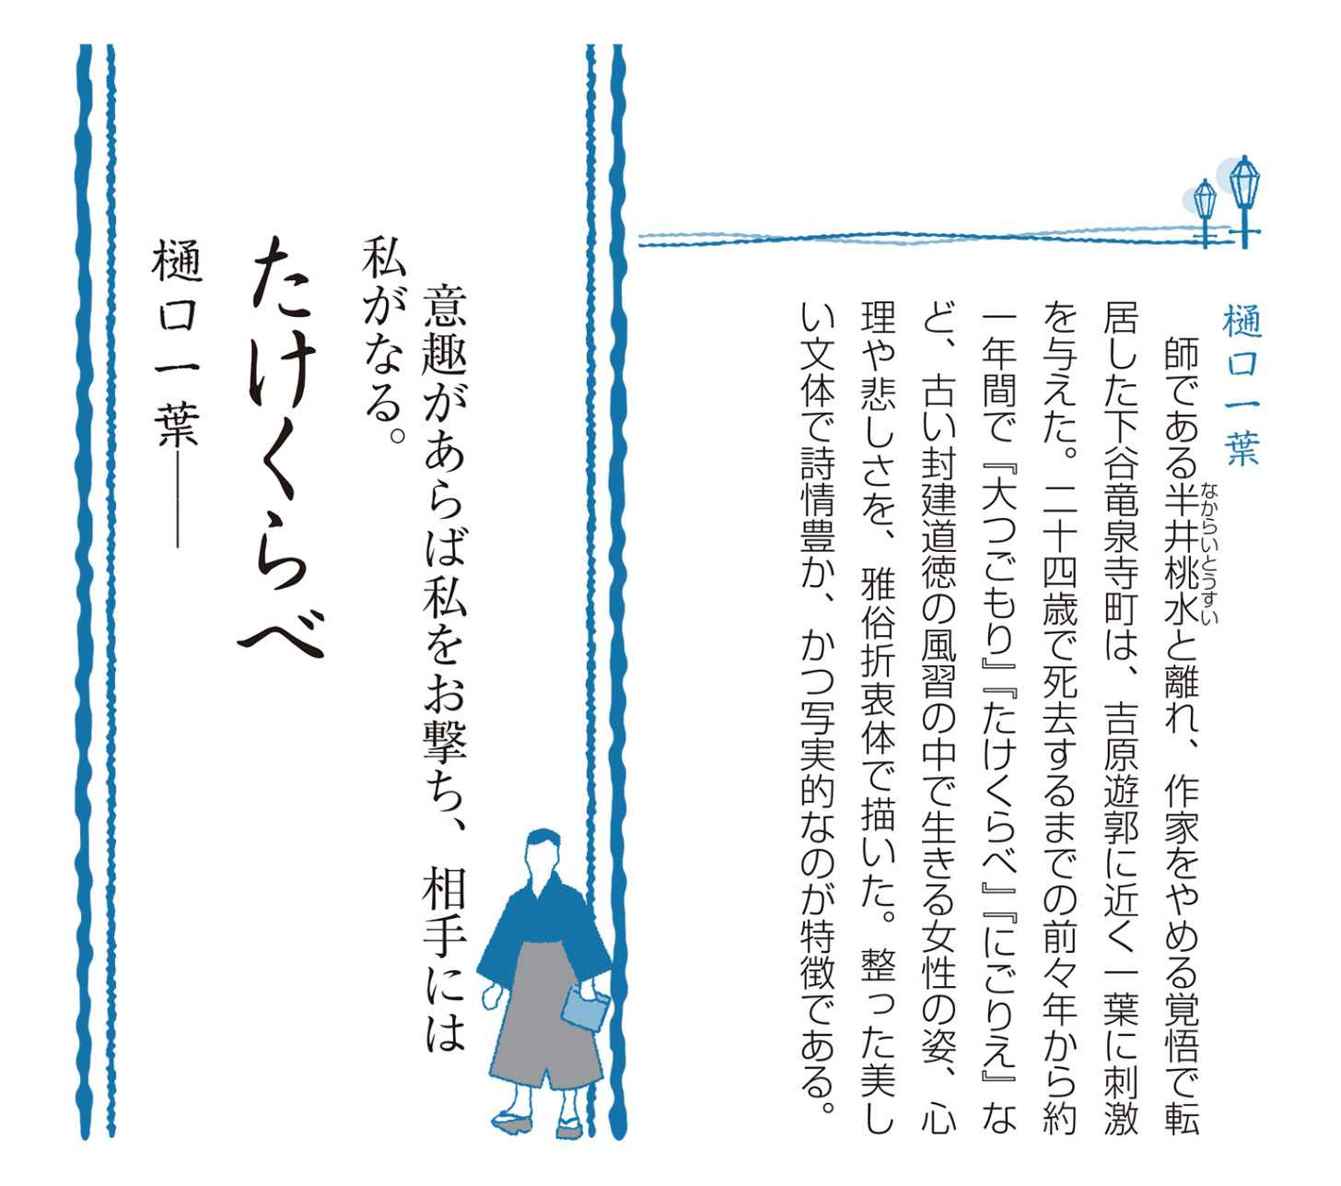 樋口一葉
師である半井桃水と離れ、作家をやめる覚悟で転
なからいとうすい
居した下谷竜泉寺町は、吉原遊郭に近く一葉に刺激
を与えた。二十四歳で死去するまでの前々年から約
一年間で『大つごもり』『たけくらべ』『にごりえ』な
ど、古い封建道徳の風習の中で生きる女性の姿、心
理や悲しさを、雅俗折衷体で描いた。整った美し
い文体で詩情豊か、かつ写実的なのが特徴である。
意趣があらば私をお撃ち、相手には
私がなる。
たけくらべ
樋口一葉――